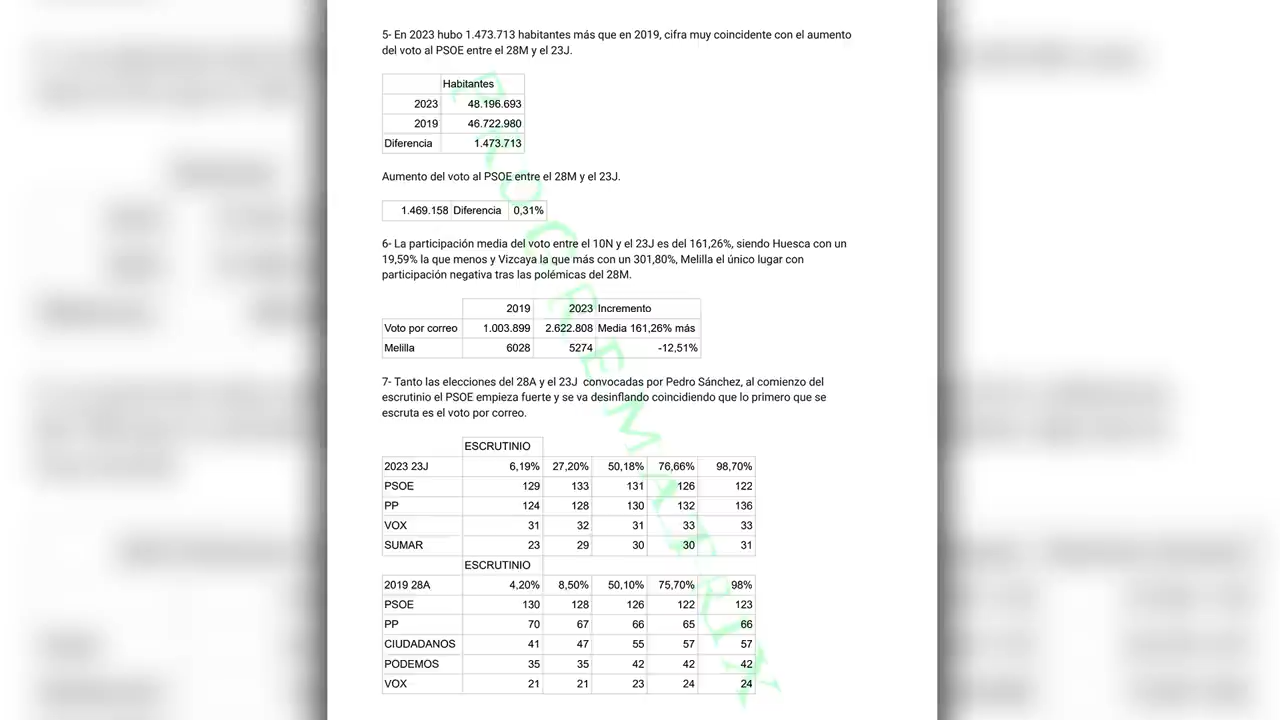 5- En 2023 hubo 1.473.713 habitantes más que en 2019, cifra muy coincidente con el aumento
del voto al PSOE entre el 28M y el 23J.
Habitantes
2023 48.196.693
2019 46.722.980
Diferencia 1.473.713
Aumento del voto al PSOE entre el 28M y el 23J.
1.469.158 Diferencia 0,31%
6- La participación media del voto entre el 10N y el 23J es del 161,26%, siendo Huesca con un
19,59% la que menos y Vizcaya la que más con un 301,80%, Melilla el único lugar con
participación negativa tras las polémicas del 28M.
2019 2023 Incremento
Voto por correo 1.003.899 2.622.808 Media 161,26% más
Melilla 6028 5274 -12,51%
7- Tanto las elecciones del 28A y el 23J convocadas por Pedro Sánchez, al comienzo del
escrutinio el PSOE empieza fuerte y se va desinflando coincidiendo que lo primero que se
escruta es el voto por correo.
ESCRUTINIO
2023 23J 6,19% 27,20% 50,18% 76,66% 98,70%
PSOE 129 133 131 126 122
PP 124 128 130 132 136
VOX 31 32 31 33 33
SUMAR 23 29 30 30 31
ESCRUTINIO
2019 28A 4,20% 8,50% 50,10% 75,70% 98%
PSOE 130 128 126 122 123
PP 70 67 66 65 66
CIUDADANOS 41 47 55 57 57
PODEMOS 35 35 42 42 42
VOX 21 21 23 24 24